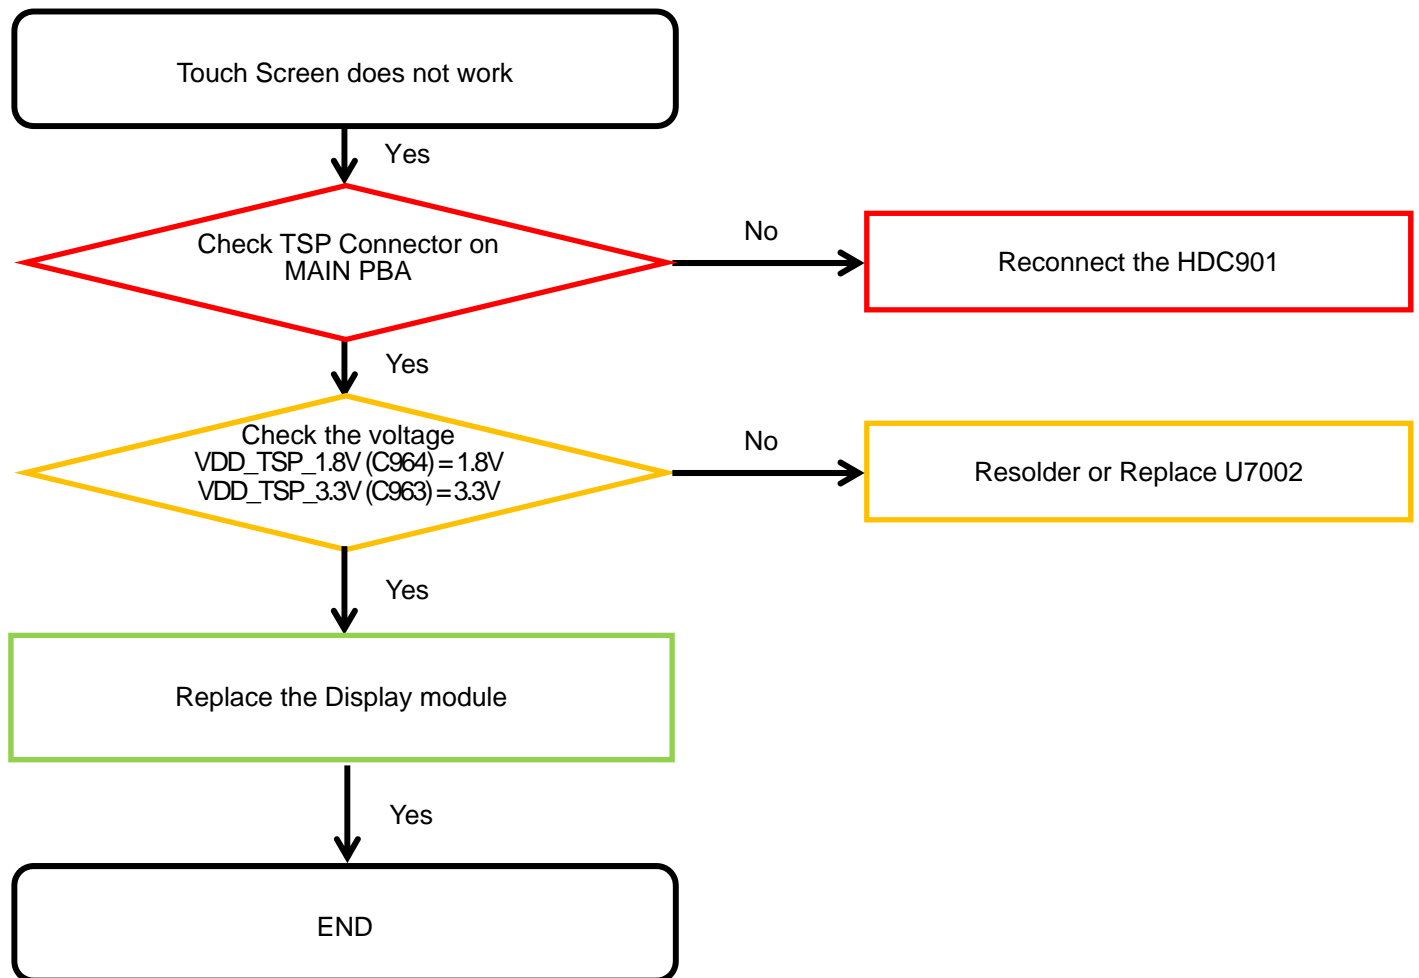 Touch Screen does not work
Yes
Check TSP Connector on
MAIN PBA
No
Reconnect the HDC901
Yes
Check the voltage
VDD_TSP_1.8V (C964) = 1.8V
VDD_TSP_3.3V (C963) = 3.3V
No
Resolder or Replace U7002
Yes
Replace the Display module
Yes
END